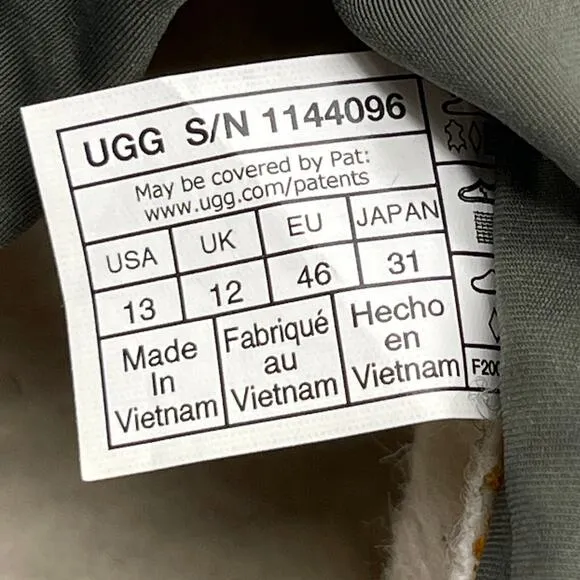 UGG S/N 1144096
May be covered by Pat:
www.ugg.com/patents
USA UK EU JAPAN
13 12 46 31
Made In Vietnam
Fabriqué au Vietnam
Hecho en Vietnam